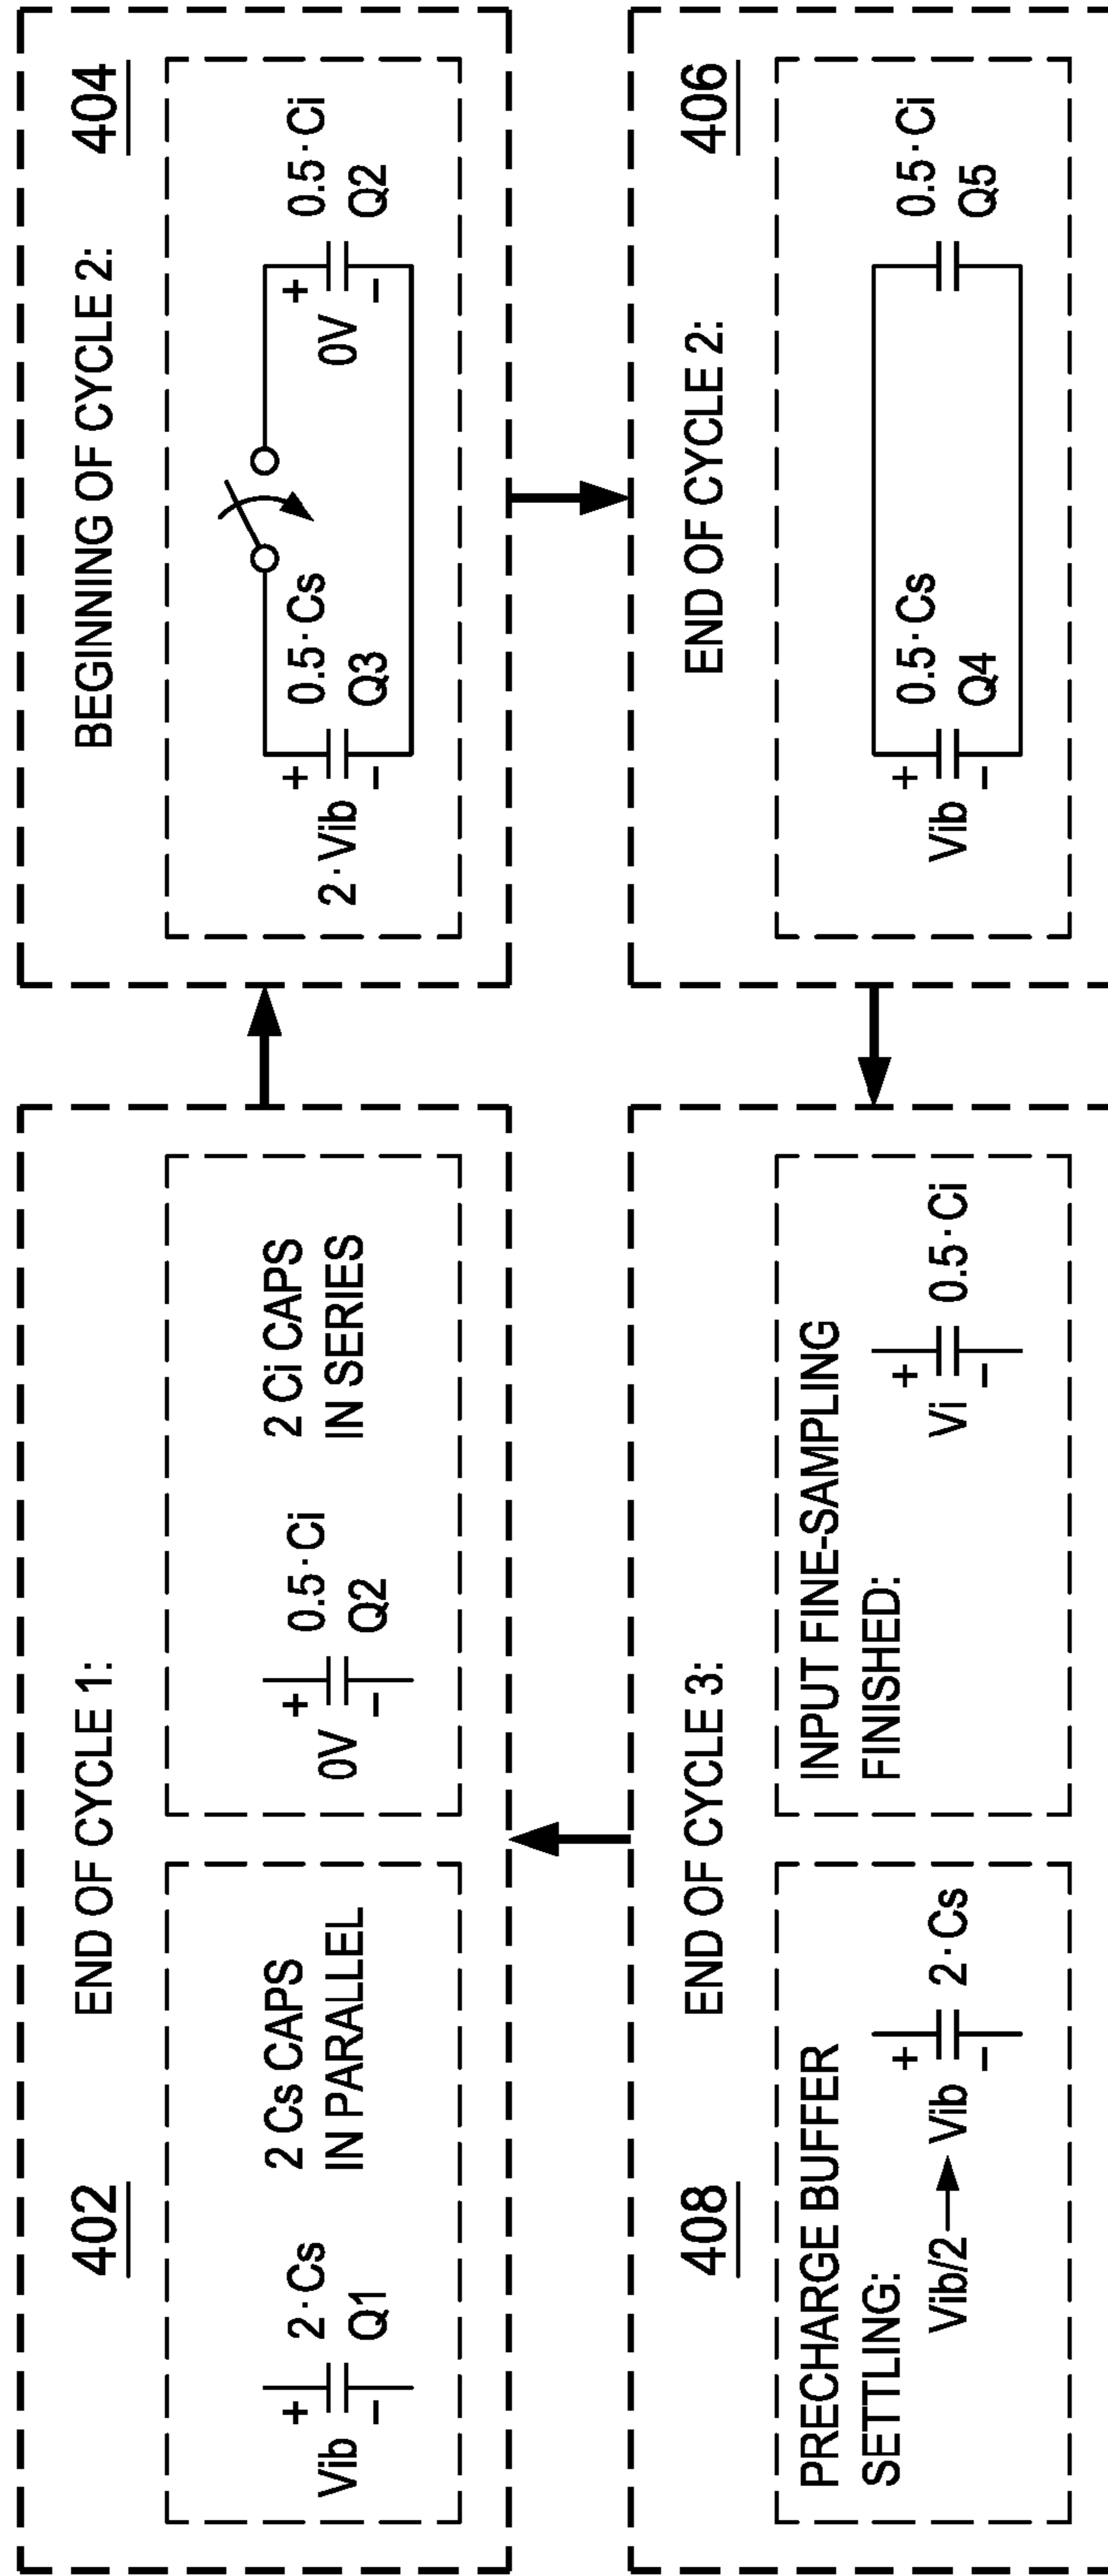 END OF CYCLE 1:
402
Vib
+
−
2·Cs
Q1
2 Cs CAPS
IN PARALLEL
0V
+
−
0.5·Ci
Q2
2 Ci CAPS
IN SERIES
BEGINNING OF CYCLE 2:
404
2·Vib
+
−
0.5·Cs
Q3
0V
+
−
0.5·Ci
Q2
END OF CYCLE 3:
408
PRECHARGE BUFFER
SETTLING:
Vib/2
Vib
+
−
2·Cs
INPUT FINE-SAMPLING
FINISHED:
Vi
+
−
0.5·Ci
END OF CYCLE 2:
406
Vib
+
−
0.5·Cs
Q4
0.5·Ci
Q5